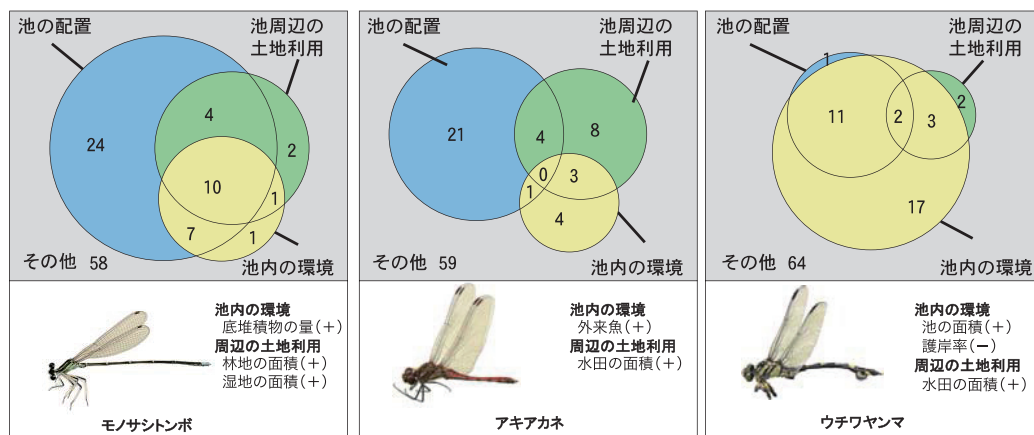 池の配置
池周辺の
土地利用
4
24
2
10
1
7
1
その他 58
池内の環境
池内の環境
底堆積物の量(+)
周辺の土地利用
林地の面積(+)
湿地の面積(+)
モノサシトンボ
池の配置
池周辺の
土地利用
21
4
8
0
3
1
4
その他 59
池内の環境
池内の環境
外来魚(+)
周辺の土地利用
水田の面積(+)
アキアカネ
池の配置
池周辺の
土地利用
1
2
11
2
3
17
その他 64
池内の環境
池内の環境
池の面積(+)
護岸率(−)
周辺の土地利用
水田の面積(+)
ウチワヤンマ